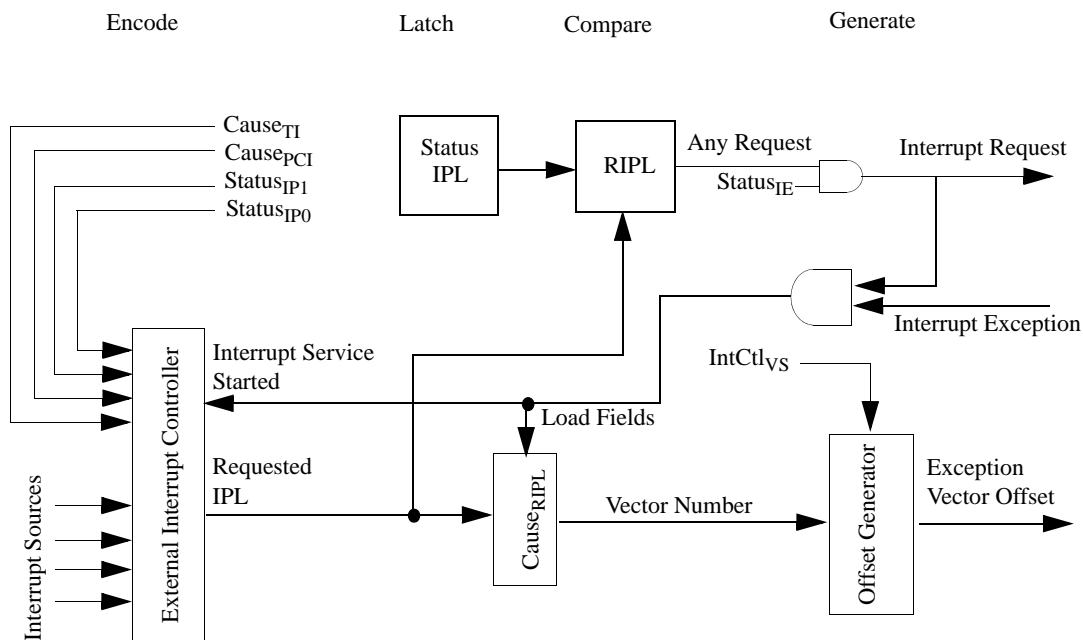 Encode
Latch
Compare
Generate
Cause_TI
Cause_PCI
Status_IP1
Status_IP0
Status
IPL
RIPL
Any Request
Status_IE
Interrupt Request
Interrupt Exception
Interrupt Service
Started
IntCtl_VS
Load Fields
External Interrupt Controller
Requested
IPL
Cause_RIPL
Vector Number
Offset Generator
Exception
Vector Offset
Interrupt Sources